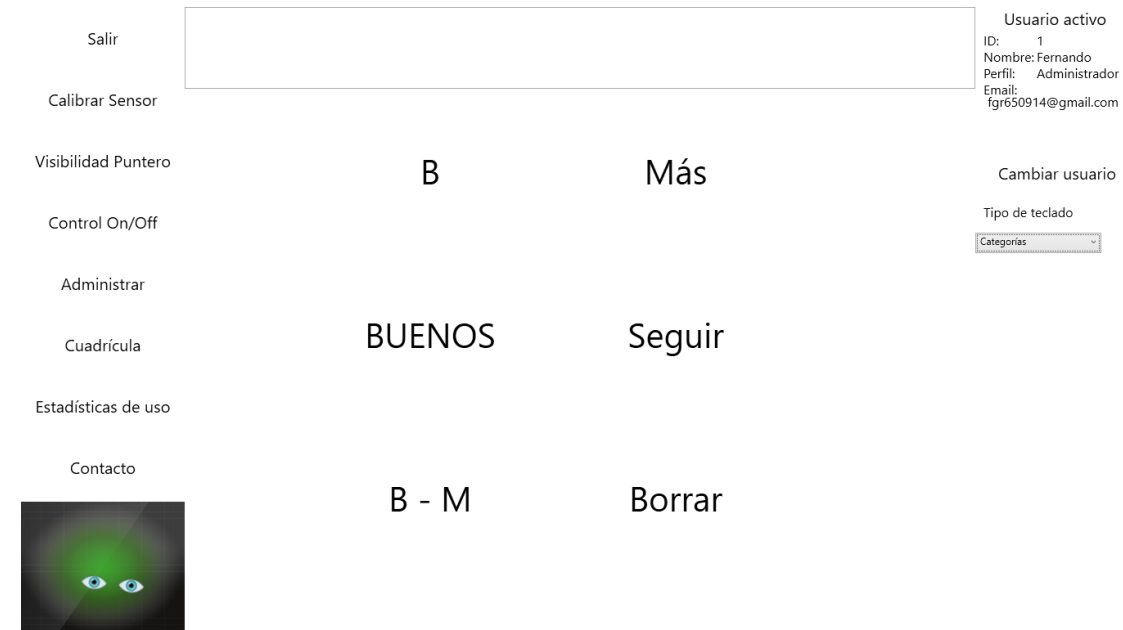 Salir
Calibrar Sensor
Visibilidad Puntero
Control On/Off
Administrar
Cuadrícula
Estadísticas de uso
Contacto
B
Más
BUENOS
Seguir
B - M
Borrar
Usuario activo
ID: 1
Nombre: Fernando
Perfil: Administrador
Email:
fgr650914@gmail.com
Cambiar usuario
Tipo de teclado
Categorías